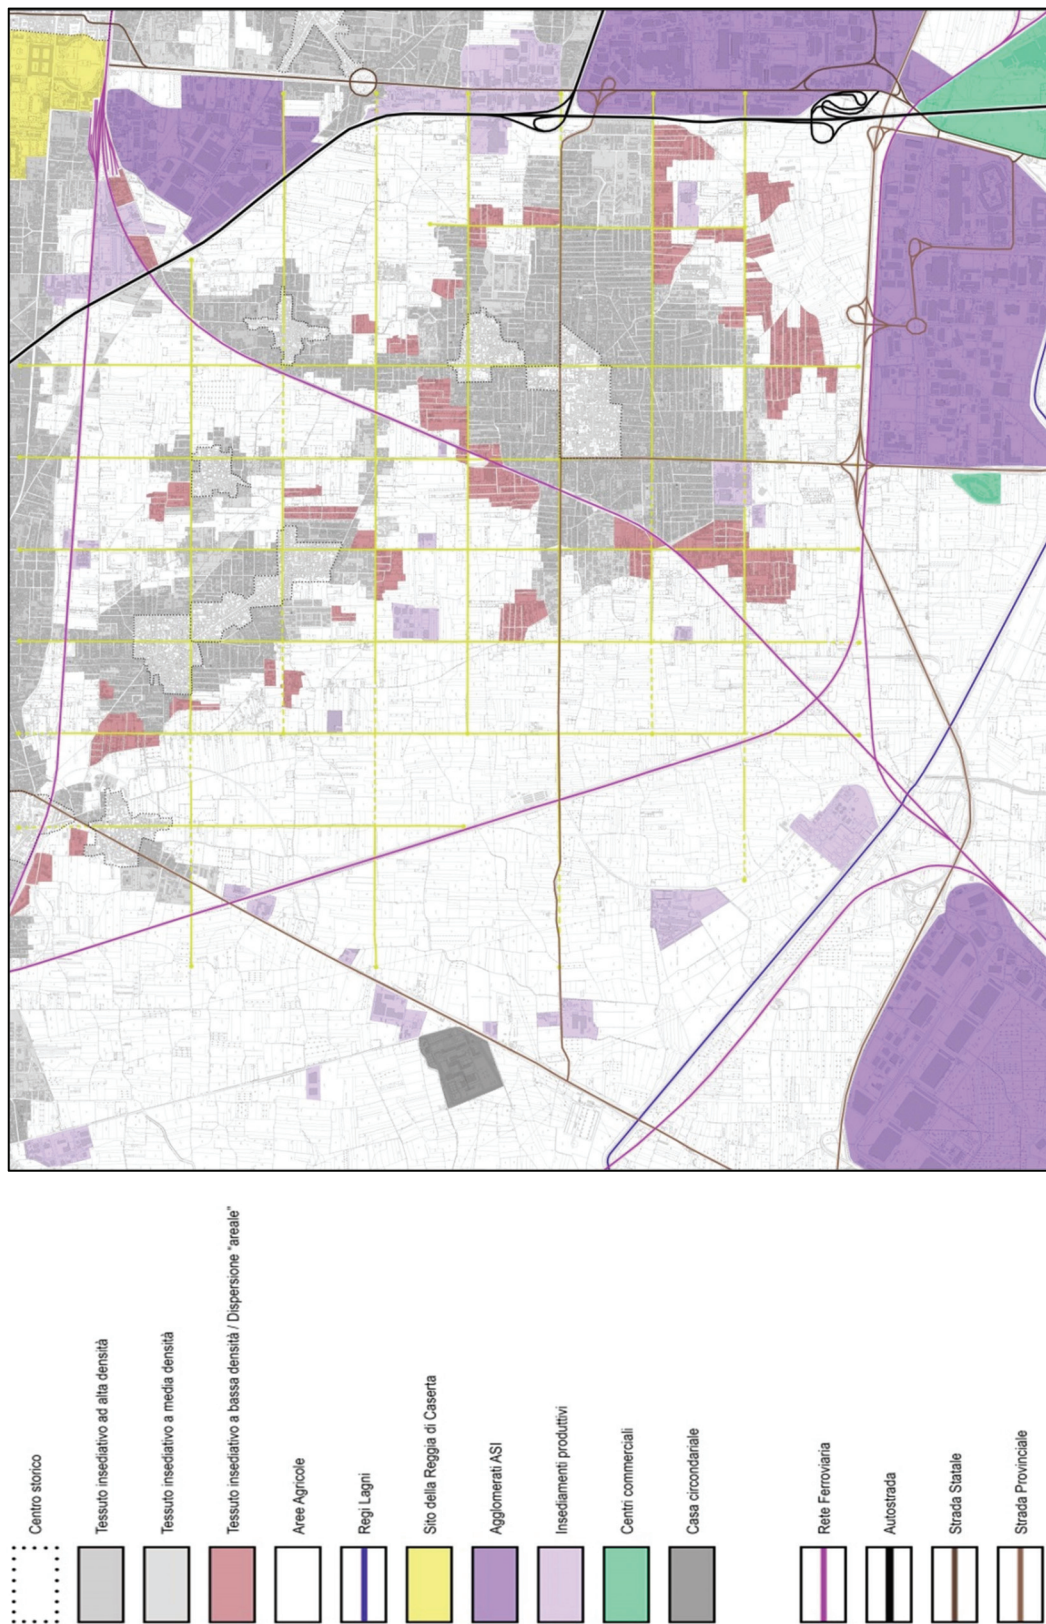 Centro storico
Tessuto insediativo ad alta densità
Tessuto insediativo a media densità
Tessuto insediativo a bassa densità / Dispersione "areale"
Aree Agricole
Regi Lagni
Sito della Reggia di Caserta
Agglomerati ASI
Insediamenti produttivi
Centri commerciali
Casa circondariale
Rete Ferroviaria
Autostrada
Strada Statale
Strada Provinciale